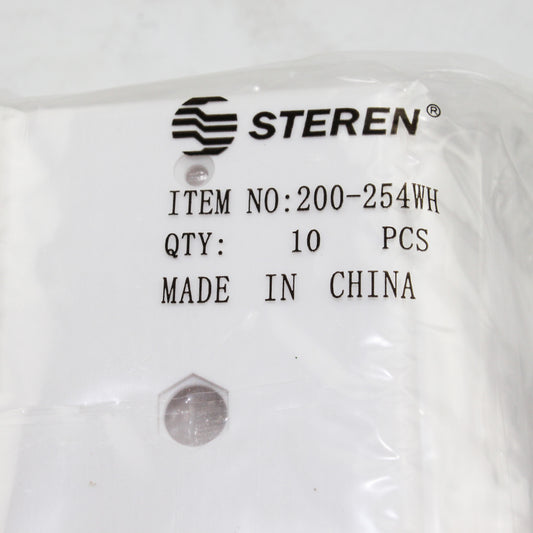 STEREN®
ITEM NO:200-254WH
QTY: 10 PCS
MADE IN CHINA